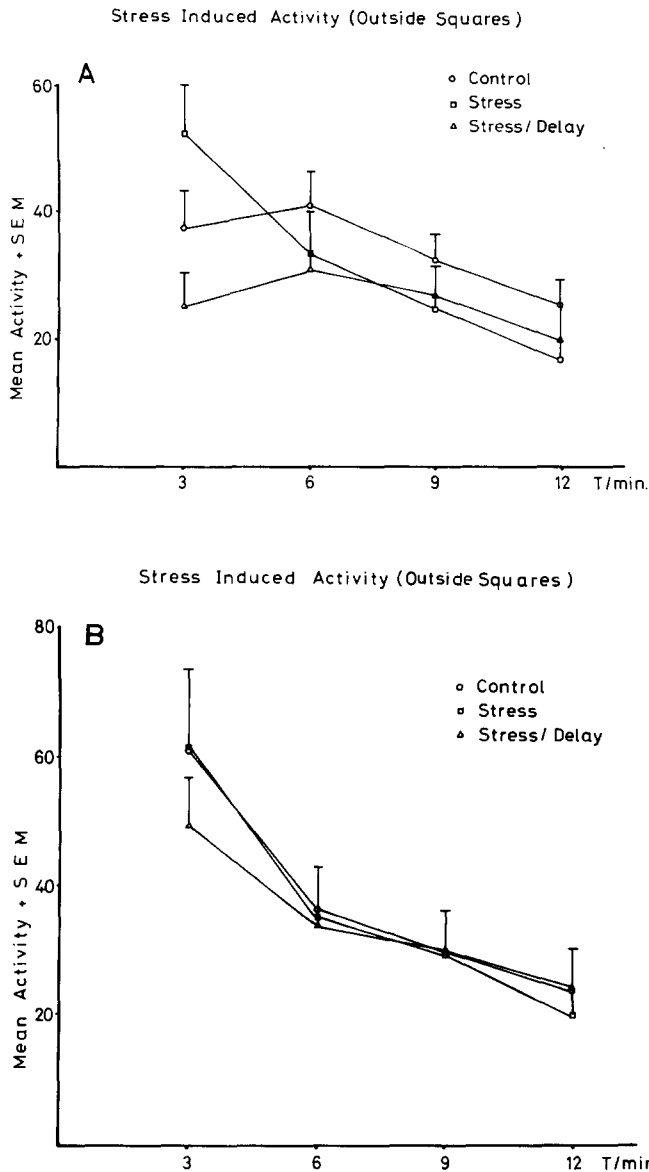 Stress Induced Activity (Outside Squares)
A
Control
Stress
Stress/Delay
Mean Activity + SEM
60
40
20
3 6 9 12 T/min.
Stress Induced Activity (Outside Squares)
B
Control
Stress
Stress/Delay
Mean Activity + S E M
80
60
40
20
3 6 9 12 T/min